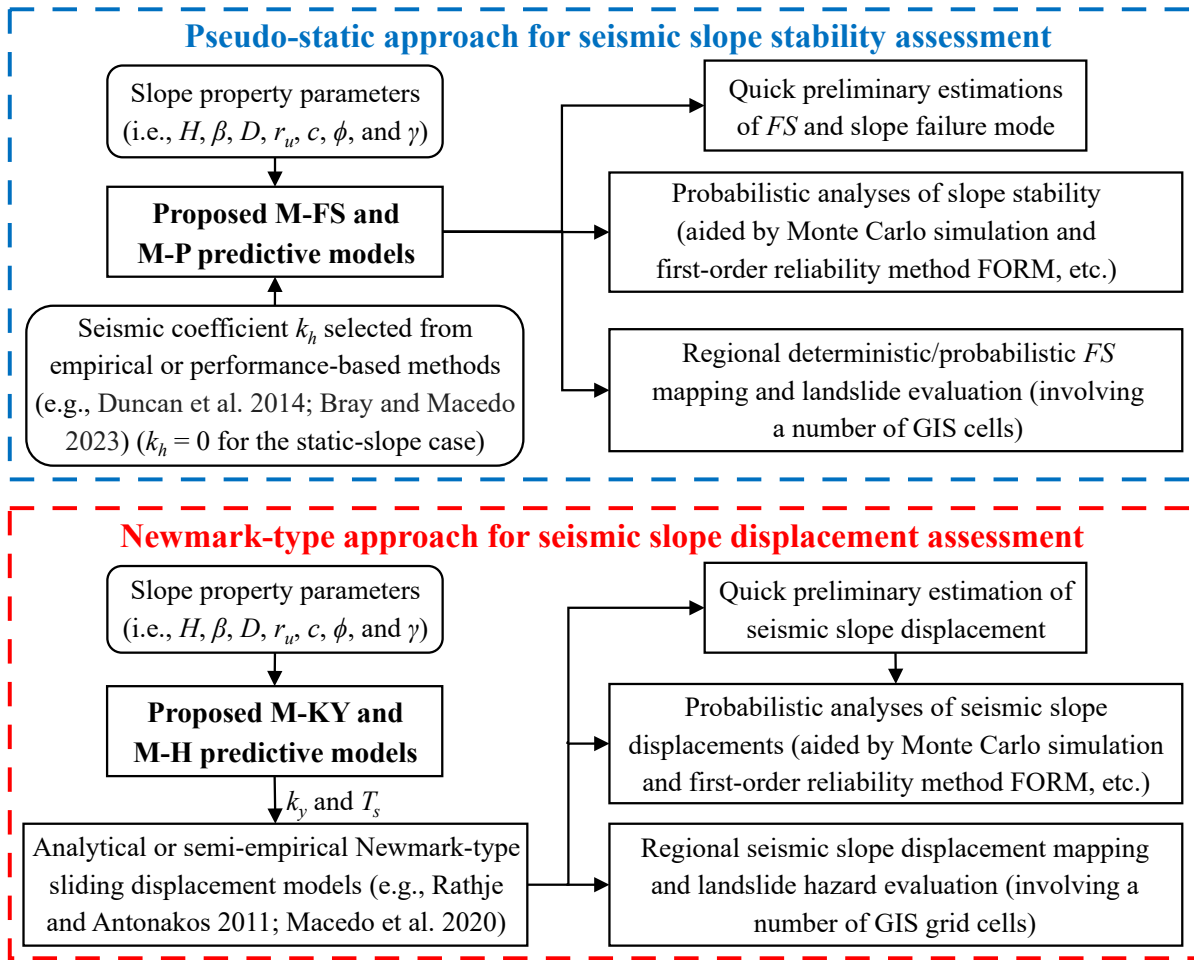 Pseudo-static approach for seismic slope stability assessment
Slope property parameters
(i.e., H, β, D, rᵤ, c, ϕ, and γ)
Proposed M-FS and
M-P predictive models
Seismic coefficient kₕ selected from
empirical or performance-based methods
(e.g., Duncan et al. 2014; Bray and Macedo
2023) (kₕ = 0 for the static-slope case)
Quick preliminary estimations
of FS and slope failure mode
Probabilistic analyses of slope stability
(aided by Monte Carlo simulation and
first-order reliability method FORM, etc.)
Regional deterministic/probabilistic FS
mapping and landslide evaluation (involving
a number of GIS cells)
Newmark-type approach for seismic slope displacement assessment
Slope property parameters
(i.e., H, β, D, rᵤ, c, ϕ, and γ)
Proposed M-KY and
M-H predictive models
k_y and T_s
Analytical or semi-empirical Newmark-type
sliding displacement models (e.g., Rathje
and Antonakos 2011; Macedo et al. 2020)
Quick preliminary estimation of
seismic slope displacement
Probabilistic analyses of seismic slope
displacements (aided by Monte Carlo simulation
and first-order reliability method FORM, etc.)
Regional seismic slope displacement mapping
and landslide hazard evaluation (involving a
number of GIS grid cells)